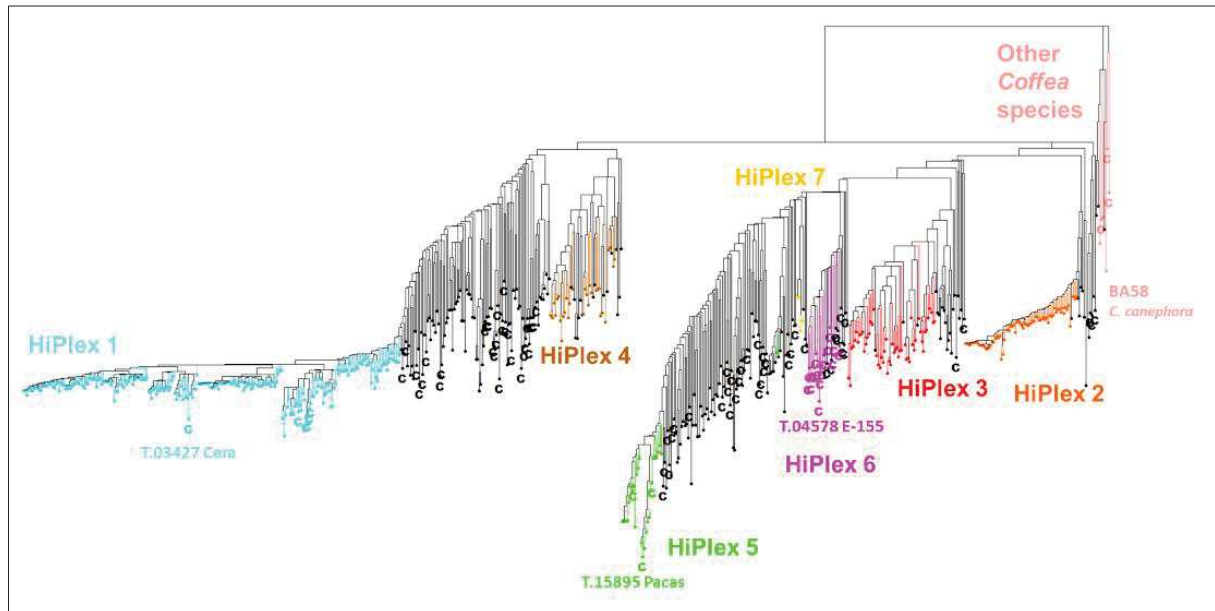 Other
Coffea
species
HiPlex 7
BA58
C. canephora
HiPlex 1
HiPlex 4
HiPlex 3
HiPlex 2
T.04578 E-155
T.03427 Cera
HiPlex 6
HiPlex 5
T.15895 Pacas